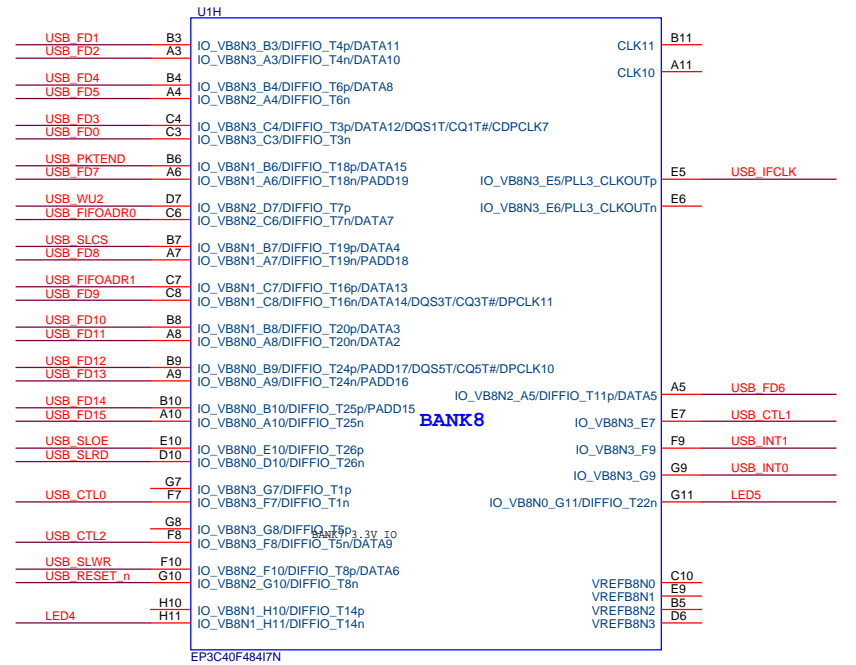 U1H
USB_FD1 B3 IO_VB8N3_B3/DIFFIO_T4p/DATA11 CLK11 B11
USB_FD2 A3 IO_VB8N3_A3/DIFFIO_T4n/DATA10
CLK10 A11
USB_FD4 B4 IO_VB8N3_B4/DIFFIO_T6p/DATA8
USB_FD5 A4 IO_VB8N2_A4/DIFFIO_T6n
USB_FD3 C4 IO_VB8N3_C4/DIFFIO_T3p/DATA12/DQS1T/CQ1T#/CDPCLK7
USB_FD0 C3 IO_VB8N3_C3/DIFFIO_T3n
USB_PKTEND B6 IO_VB8N1_B6/DIFFIO_T18p/DATA15
USB_FD7 A6 IO_VB8N1_A6/DIFFIO_T18n/PADD19 IO_VB8N3_E5/PLL3_CLKOUTp E5 USB_IFCLK
USB_WU2 D7 IO_VB8N2_D7/DIFFIO_T7p IO_VB8N3_E6/PLL3_CLKOUTn E6
USB_FIFOADR0 C6 IO_VB8N2_C6/DIFFIO_T7n/DATA7
USB_SLCS B7 IO_VB8N1_B7/DIFFIO_T19p/DATA4
USB_FD8 A7 IO_VB8N1_A7/DIFFIO_T19n/PADD18
USB_FIFOADR1 C7 IO_VB8N1_C7/DIFFIO_T16p/DATA13
USB_FD9 C8 IO_VB8N1_C8/DIFFIO_T16n/DATA14/DQS3T/CQ3T#/DPCLK11
USB_FD10 B8 IO_VB8N1_B8/DIFFIO_T20p/DATA3
USB_FD11 A8 IO_VB8N0_A8/DIFFIO_T20n/DATA2
USB_FD12 B9 IO_VB8N0_B9/DIFFIO_T24p/PADD17/DQS5T/CQ5T#/DPCLK10
USB_FD13 A9 IO_VB8N0_A9/DIFFIO_T24n/PADD16
IO_VB8N2_A5/DIFFIO_T11p/DATA5 A5 USB_FD6
USB_FD14 B10 IO_VB8N0_B10/DIFFIO_T25p/PADD15
USB_FD15 A10 IO_VB8N0_A10/DIFFIO_T25n BANK8 IO_VB8N3_E7 E7 USB_CTL1
USB_SLOE E10 IO_VB8N0_E10/DIFFIO_T26p IO_VB8N3_F9 F9 USB_INT1
USB_SLRD D10 IO_VB8N0_D10/DIFFIO_T26n
IO_VB8N3_G9 G9 USB_INT0
G7 IO_VB8N3_G7/DIFFIO_T1p
USB_CTL0 F7 IO_VB8N3_F7/DIFFIO_T1n IO_VB8N0_G11/DIFFIO_T22n G11 LED5
G8 IO_VB8N3_G8/DIFFIO_T5p
BANK7 3.3V IO
USB_CTL2 F8 IO_VB8N3_F8/DIFFIO_T5n/DATA9
USB_SLWR F10 IO_VB8N2_F10/DIFFIO_T8p/DATA6
USB_RESET_n G10 IO_VB8N2_G10/DIFFIO_T8n VREFB8N0 C10
VREFB8N1 E9
H10 IO_VB8N1_H10/DIFFIO_T14p VREFB8N2 B5
LED4 H11 IO_VB8N1_H11/DIFFIO_T14n VREFB8N3 D6
EP3C40F484I7N